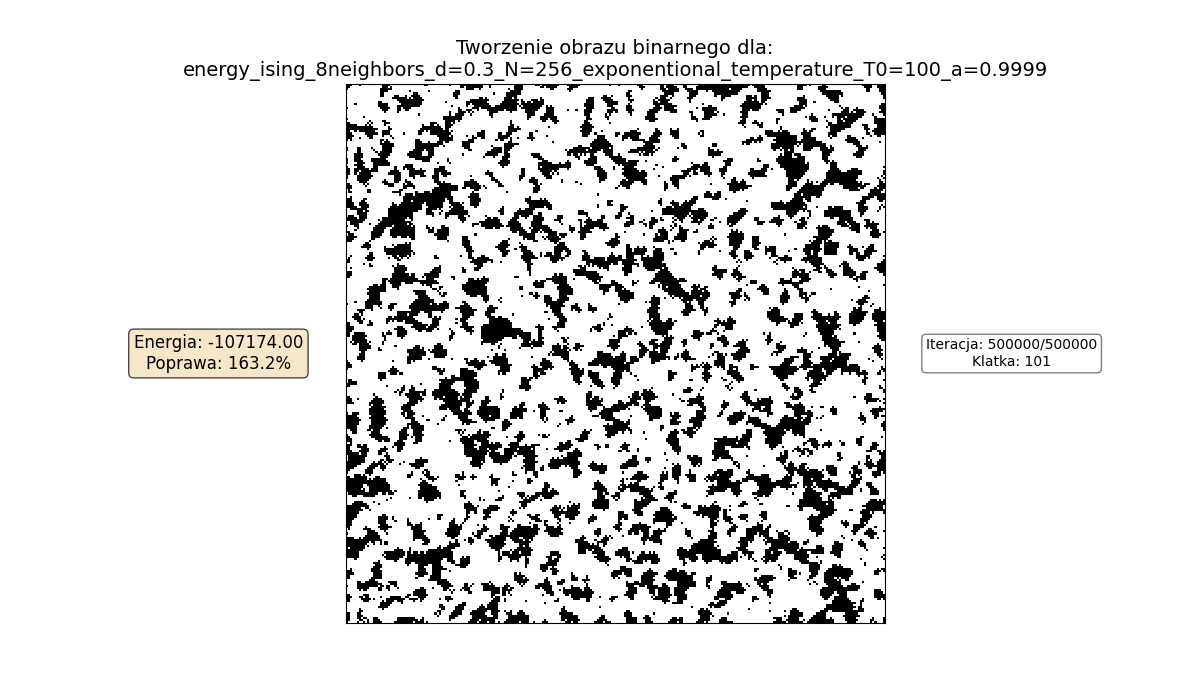 Tworzenie obrazu binarnego dla:
energy_ising_8neighbors_d=0.3_N=256_exponentional_temperature_T0=100_a=0.9999
Energia: -107174.00
Poprawa: 163.2%
Iteracja: 500000/500000
Klatka: 101